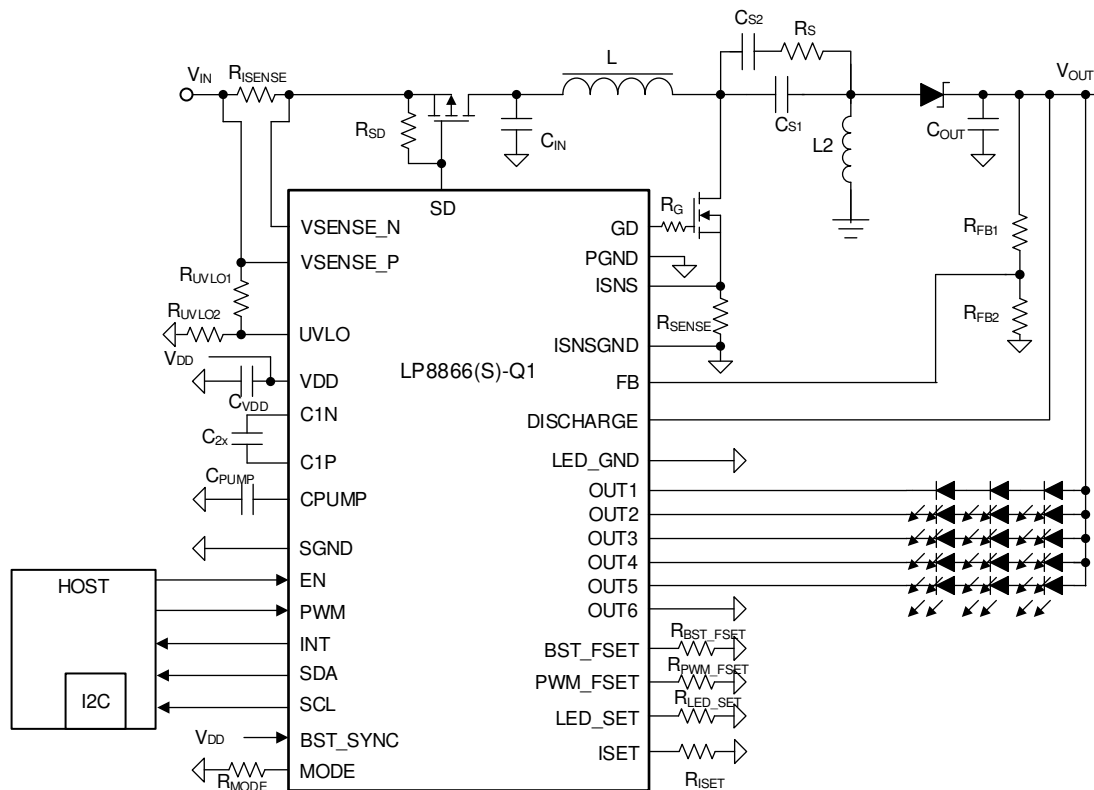 CS2
RS
VIN
RISENSE
L
VOUT
RSD
CIN
CS1
L2
COUT
SD
RG
GD
VSENSE_N
RFB1
PGND
VSENSE_P
ISNS
RUVLO1
RSENSE
RUVLO2
RFB2
UVLO
ISNSGND
VDD
LP8866(S)-Q1
VDD
FB
CVDD
C1N
DISCHARGE
C2x
C1P
LED_GND
CPUMP
CPUMP
OUT1
OUT2
OUT3
SGND
OUT4
HOST
EN
OUT5
PWM
OUT6
INT
BST_FSET
RBST_FSET
SDA
PWM_FSET
RPWM_FSET
I2C
SCL
LED_SET
RLED_SET
VDD
BST_SYNC
ISET
MODE
RMODE
RISET